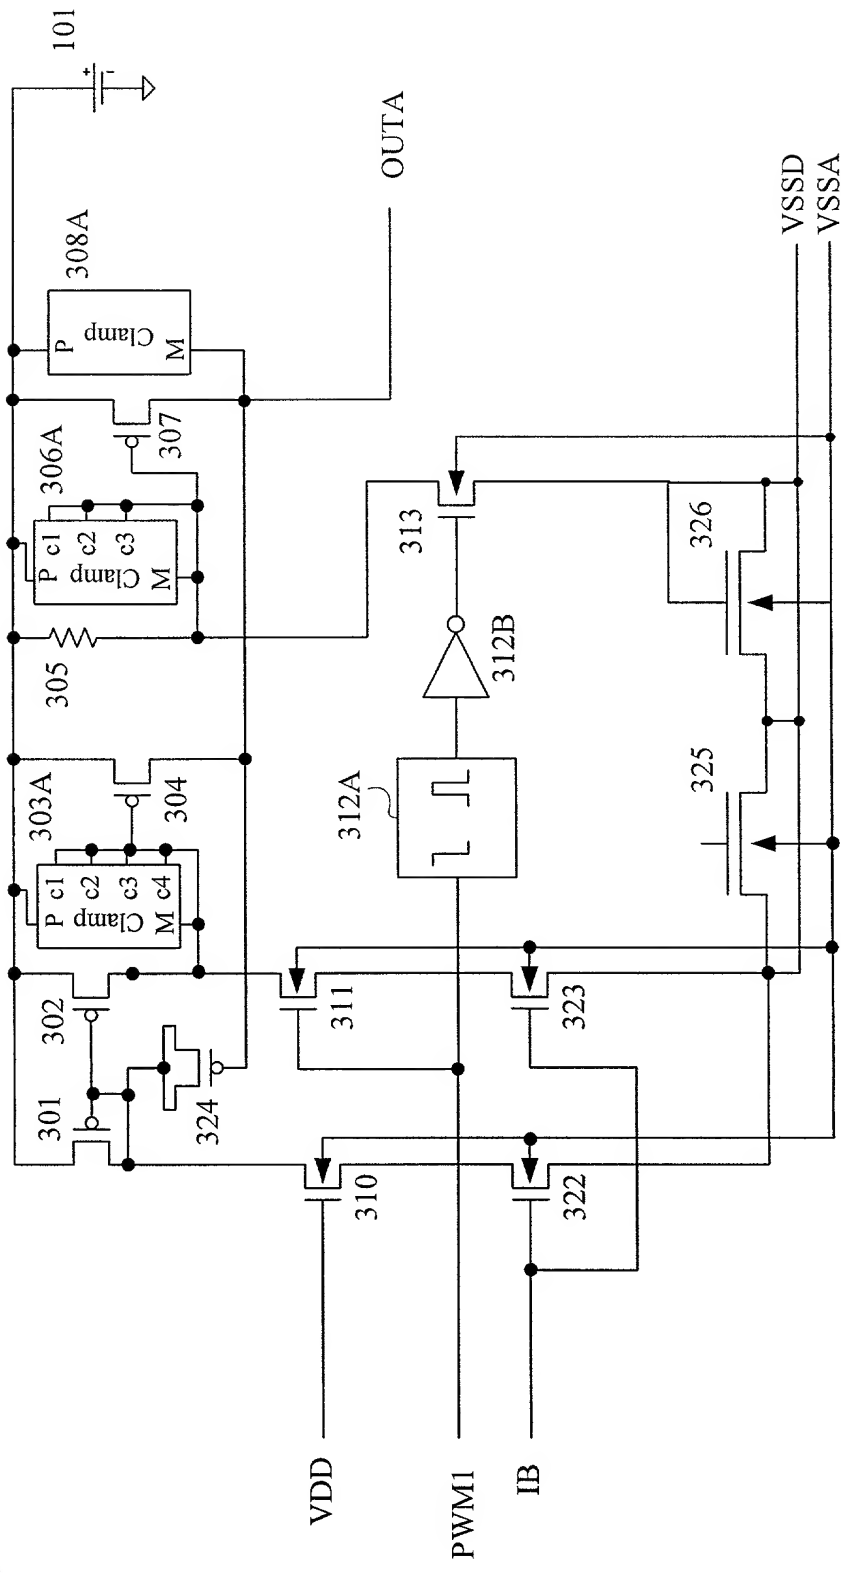 101
308A
P
Clamp
M
OUTA
307
306A
P c1
c2
c3
Clamp
M
305
303A
P c1
c2
c3
c4
Clamp
M
304
302
301
324
VSSD
VSSA
313
312B
312A
326
325
311
323
310
322
VDD
PWM1
IB